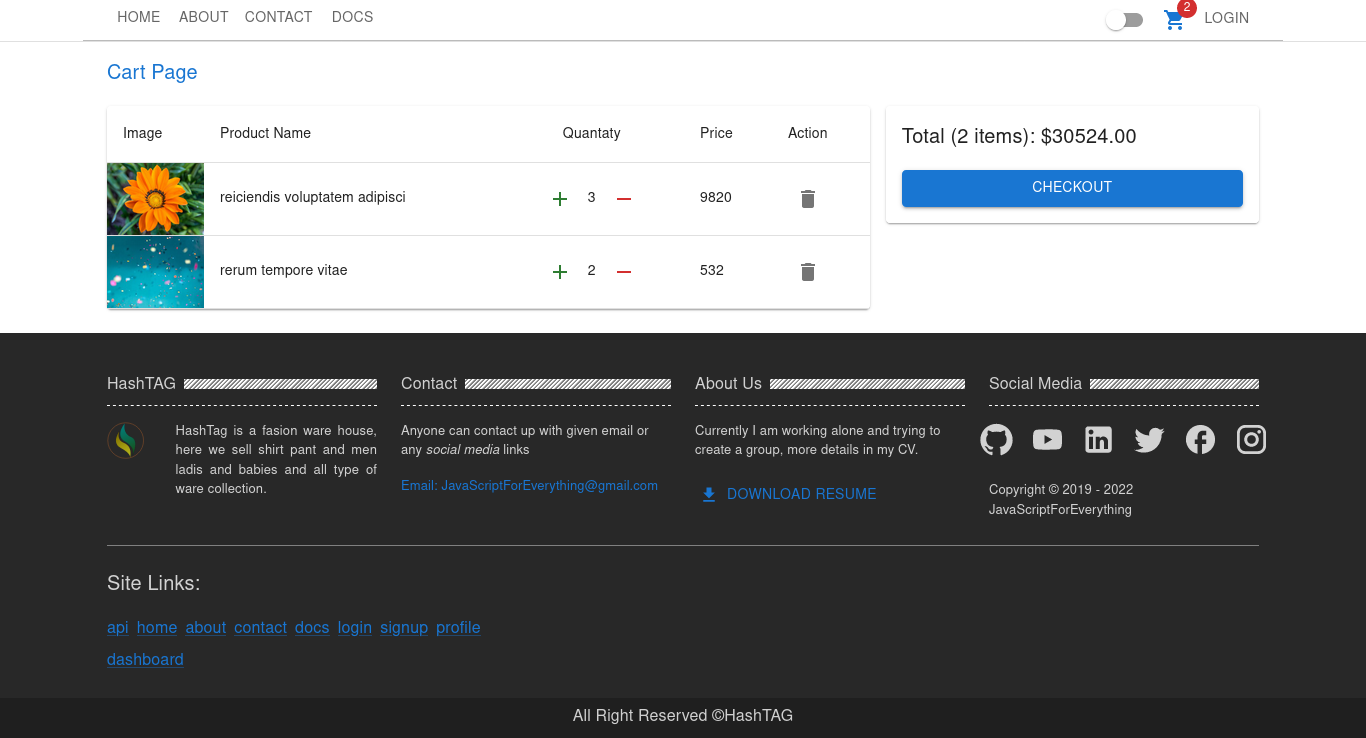 HOME ABOUT CONTACT DOCS 2 LOGIN
Cart Page
Image Product Name Quantaty Price Action
reiciendis voluptatem adipisci 3 9820
rerum tempore vitae 2 532
Total (2 items): $30524.00
CHECKOUT
HashTAG
HashTag is a fasion ware house,
here we sell shirt pant and men
ladis and babies and all type of
ware collection.
Contact
Anyone can contact up with given email or
any social media links
Email: JavaScriptForEverything@gmail.com
About Us
Currently I am working alone and trying to
create a group, more details in my CV.
DOWNLOAD RESUME
Social Media
Copyright © 2019 - 2022
JavaScriptForEverything
Site Links:
api home about contact docs login signup profile
dashboard
All Right Reserved ©HashTAG